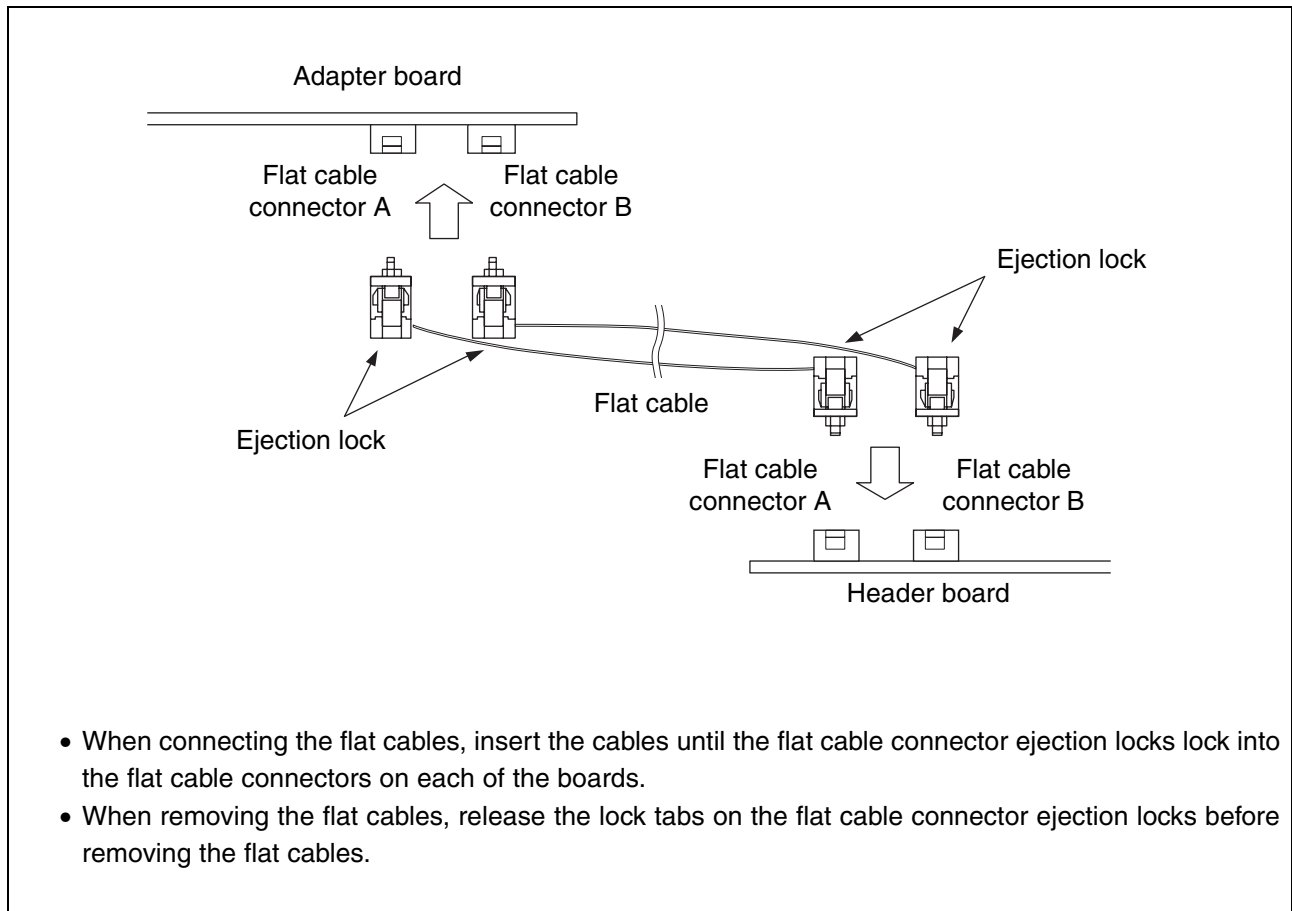 Adapter board
Flat cable
connector A
Flat cable
connector B
Ejection lock
Flat cable
Ejection lock
Flat cable
connector A
Flat cable
connector B
Header board
• When connecting the flat cables, insert the cables until the flat cable connector ejection locks lock into
the flat cable connectors on each of the boards.
• When removing the flat cables, release the lock tabs on the flat cable connector ejection locks before
removing the flat cables.